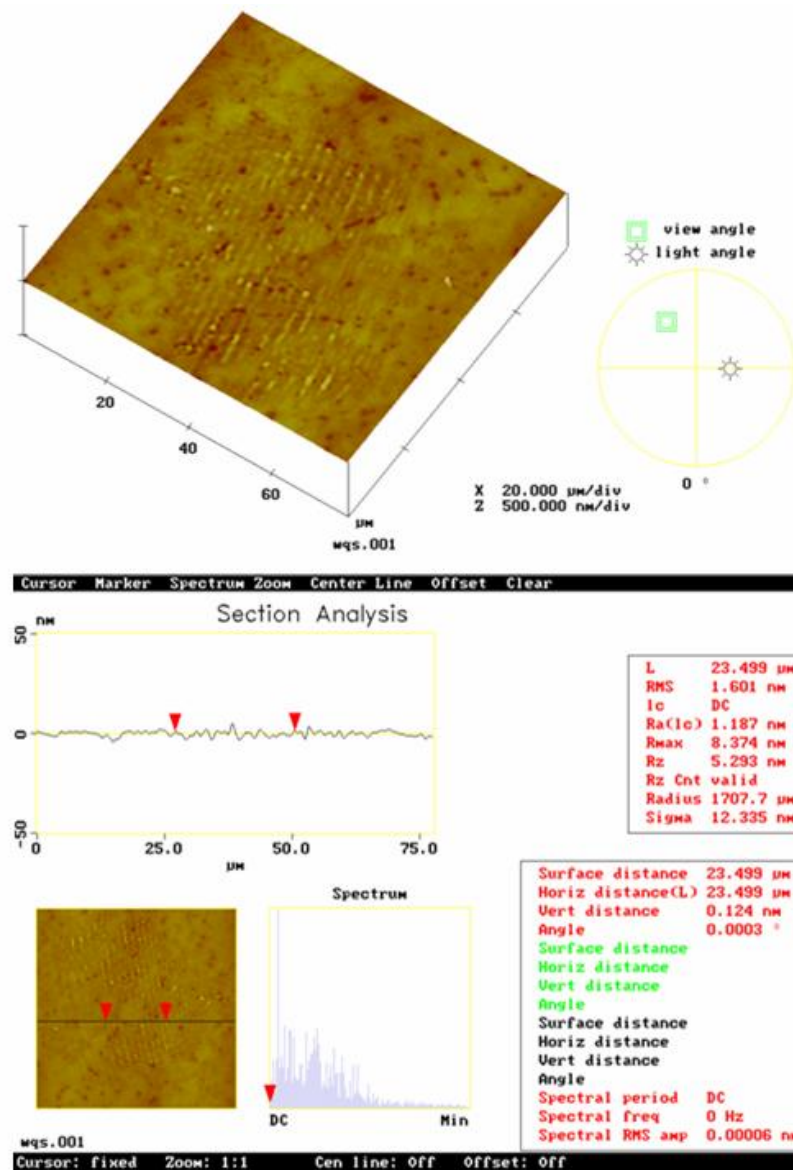 view angle
light angle
20
40
60
μm
X 20.000 μm/div
Z 500.000 nm/div
0 °
wqs.001
Cursor Marker Spectrum Zoom Center Line Offset Clear
Section Analysis
nm
50
0
-50
0 25.0 50.0 75.0
μm
L 23.499 μm
RMS 1.601 nm
lc DC
Ra(lc) 1.187 nm
Rmax 8.374 nm
Rz 5.293 nm
Rz Cnt valid
Radius 1707.7 μm
Sigma 12.335 nm
Spectrum
DC Min
Surface distance 23.499 μm
Horiz distance(L) 23.499 μm
Vert distance 0.124 nm
Angle 0.0003 °
Surface distance
Horiz distance
Vert distance
Angle
Surface distance
Horiz distance
Vert distance
Angle
Spectral period DC
Spectral freq 0 Hz
Spectral RMS amp 0.00006 nm
wqs.001
Cursor: fixed Zoom: 1:1 Cen line: Off Offset: Off